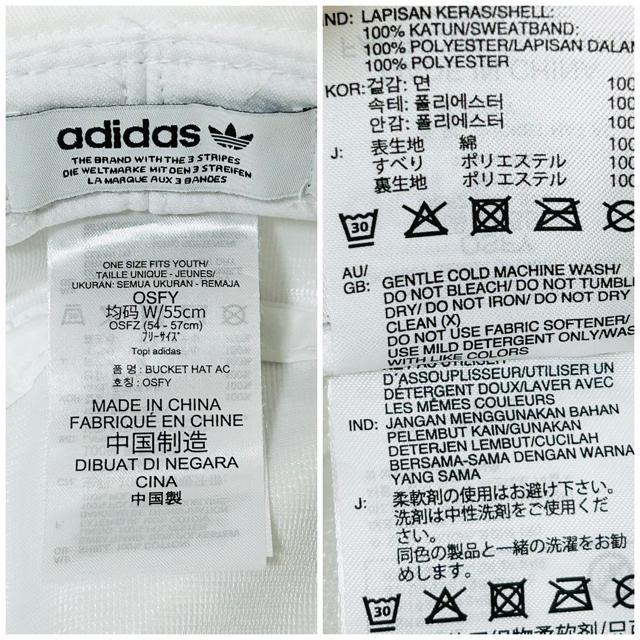 adidas
THE BRAND WITH THE 3 STRIPES
DIE WELTMARKE MIT DEN 3 STREIFEN
LA MARQUE AUX 3 BANDES
ONE SIZE FITS YOUTH/
TAILLE UNIQUE - JEUNES/
UKURAN: SEMUA UKURAN - REMAJA
OSFY
均码 W/55cm
OSFZ (54 - 57cm)
フリーサイズ
Topi adidas
品 명 : BUCKET HAT AC
호칭 : OSFY
MADE IN CHINA
FABRIQUÉ EN CHINE
中国制造
DIBUAT DI NEGARA
CINA
中国製
IND: LAPISAN KERAS/SHELL:
100% KATUN/SWEATBAND:
100% POLYESTER/LAPISAN DALAM
100% POLYESTER
KOR: 겉감: 면 100
속테: 폴리에스터 100
안감: 폴리에스터 100
J: 表生地 綿 100
すべり ポリエステル 100
裏生地 ポリエステル 100
30
AU/
GB: GENTLE COLD MACHINE WASH/
DO NOT BLEACH/ DO NOT TUMBLE
DRY/ DO NOT IRON/ DO NOT DRY
CLEAN (X)
DO NOT USE FABRIC SOFTENER/
USE MILD DETERGENT ONLY/WAS
WITH LIKE COLORS
D'ASSOUPLISSEUR/UTILISER UN
DÉTERGENT DOUX/LAVER AVEC
LES MÊMES COULEURS
IND: JANGAN MENGGUNAKAN BAHAN
PELEMBUT KAIN/GUNAKAN
DETERJEN LEMBUT/CUCILAH
BERSAMA-SAMA DENGAN WARNA
YANG SAMA
J: 柔軟剤の使用はお避け下さい。
洗剤は中性洗剤をご使用くだ
さい。
同色の製品と一緒の洗濯をお勧
めします。
30